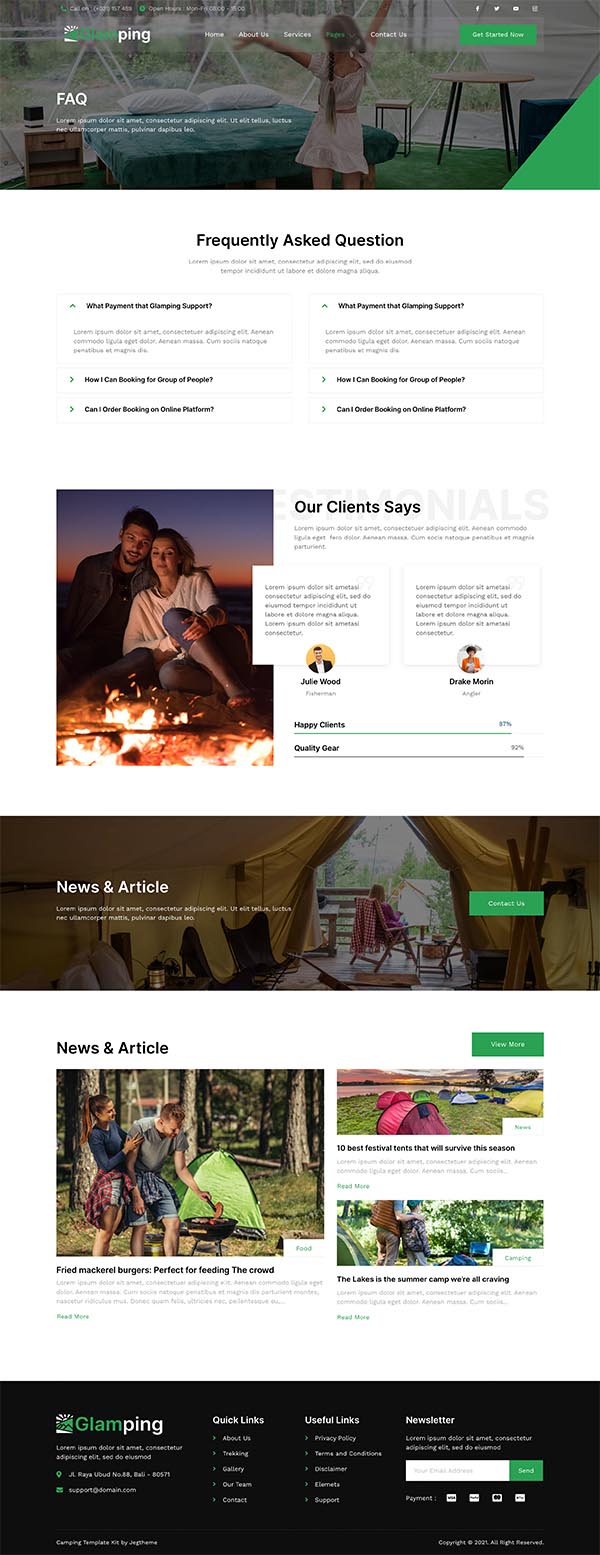 Call on : (+021) 157 469   Open Hours : Mon-Fri 08.00 - 15.00
Glamping
Home   About Us   Services   Pages   Contact Us   Get Started Now
FAQ
Lorem ipsum dolor sit amet, consectetur adipiscing elit. Ut elit tellus, luctus
nec ullamcorper mattis, pulvinar dapibus leo.
Frequently Asked Question
Lorem ipsum dolor sit amet, consectetur adipiscing elit, sed do eiusmod
tempor incididunt ut labore et dolore magna aliqua.
What Payment that Glamping Support?
Lorem ipsum dolor sit amet, consectetuer adipiscing elit. Aenean
commodo ligula eget dolor. Aenean massa. Cum sociis natoque
penatibus et magnis dis.
How I Can Booking for Group of People?
Can I Order Booking on Online Platform?
What Payment that Glamping Support?
Lorem ipsum dolor sit amet, consectetuer adipiscing elit. Aenean
commodo ligula eget dolor. Aenean massa. Cum sociis natoque
penatibus et magnis dis.
How I Can Booking for Group of People?
Can I Order Booking on Online Platform?
ESTIMONIALS
Our Clients Says
Lorem ipsum dolor sit amet, consectetuer adipiscing elit. Aenean commodo
ligula eget fero dolor. Aenean massa. Cum socis natoque penatibus et magnis
parturient.
Lorem ipsum dolor sit ametasi
consectetur adipiscing elit, sed do
eiusmod tempor incididunt ut
labore et dolore magna aliqua.
Lorem ipsum dolor sit ametas
consectetur.
Julie Wood
Fisherman
Lorem ipsum dolor sit ametasi
consectetur adipiscing elit, sed do
eiusmod tempor incididunt ut
labore et dolore magna aliqua.
Lorem ipsum dolor sit ametas
consectetur.
Drake Morin
Angler
Happy Clients   87%
Quality Gear   92%
News & Article
Lorem ipsum dolor sit amet, consectetur adipiscing elit. Ut elit tellus, luctus
nec ullamcorper mattis, pulvinar dapibus leo.
Contact Us
News & Article
View More
Food
Fried mackerel burgers: Perfect for feeding The crowd
Lorem ipsum dolor sit amet, consectetuer adipiscing elit. Aenean commodo ligula eget
dolor. Aenean massa. Cum sociis natoque penatibus et magnis dis parturient montes,
nascetur ridiculus mus. Donec quam felis, ultricies nec, pellentesque eu,...
Read More
News
10 best festival tents that will survive this season
Lorem ipsum dolor sit amet, consectetuer adipiscing elit. Aenean
commodo ligula eget dolor. Aenean massa. Cum sociis...
Read More
Camping
The Lakes is the summer camp we're all craving
Lorem ipsum dolor sit amet, consectetuer adipiscing elit. Aenean
commodo ligula eget dolor. Aenean massa. Cum sociis...
Read More
Glamping
Lorem ipsum dolor sit amet, consectetur
adipiscing elit, sed do eiusmod
Jl. Raya Ubud No.88, Bali - 80571
support@domain.com
Quick Links
About Us
Trekking
Gallery
Our Team
Contact
Useful Links
Privacy Policy
Terms and Conditions
Disclaimer
Elemets
Support
Newsletter
Lorem ipsum dolor sit amet, consectetur
adipiscing elit, sed do eiusmod
Your Email Address   Send
Payment :
Camping Template Kit by Jegtheme
Copyright © 2021. All Right Reserved.